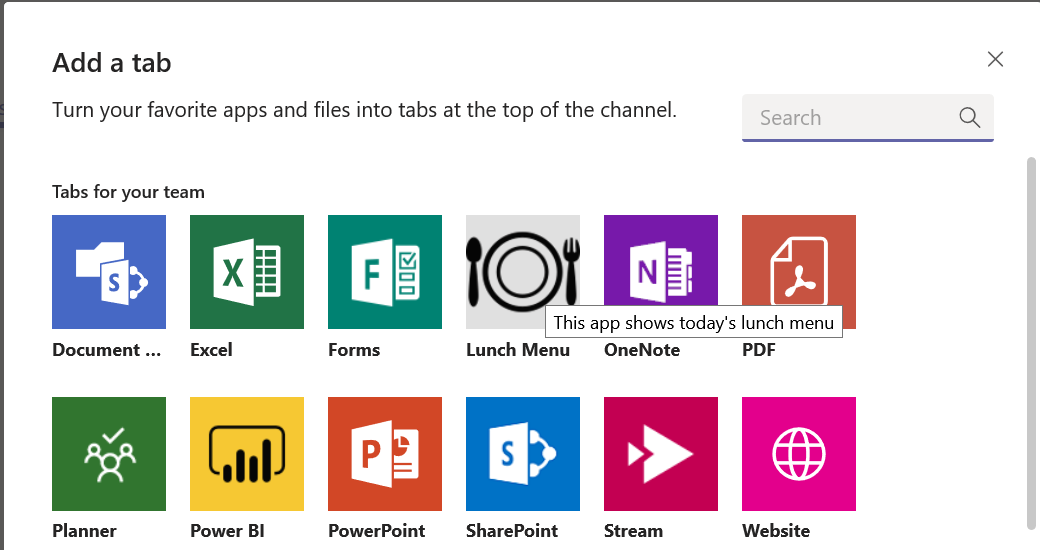 Add a tab
Turn your favorite apps and files into tabs at the top of the channel.
Search
Tabs for your team
S
X
F
N
This app shows today's lunch menu
Document ...
Excel
Forms
Lunch Menu
OneNote
PDF
P
S
Planner
Power BI
PowerPoint
SharePoint
Stream
Website